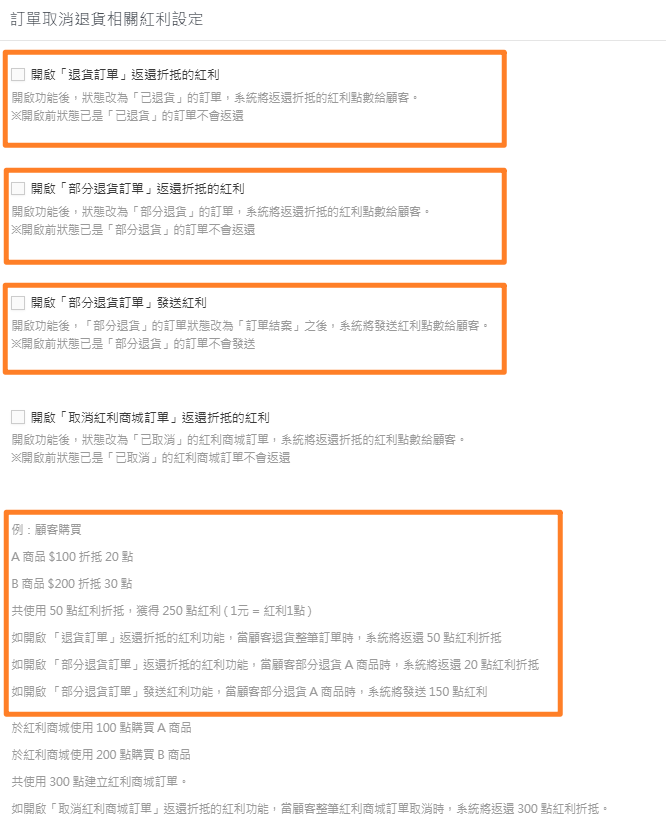 訂單取消退貨相關紅利設定
開啟「退貨訂單」返還折抵的紅利
開啟功能後，狀態改為「已退貨」的訂單，系統將返還折抵的紅利點數給顧客。
※開啟前狀態已是「已退貨」的訂單不會返還
開啟「部分退貨訂單」返還折抵的紅利
開啟功能後，狀態改為「部分退貨」的訂單，系統將返還折抵的紅利點數給顧客。
※開啟前狀態已是「部分退貨」的訂單不會返還
開啟「部分退貨訂單」發送紅利
開啟功能後，「部分退貨」的訂單狀態改為「訂單結案」之後，系統將發送紅利點數給顧客。
※開啟前狀態已是「部分退貨」的訂單不會發送
開啟「取消紅利商城訂單」返還折抵的紅利
開啟功能後，狀態改為「已取消」的紅利商城訂單，系統將返還折抵的紅利點數給顧客。
※開啟前狀態已是「已取消」的紅利商城訂單不會返還
例：顧客購買
A 商品 $100 折抵 20 點
B 商品 $200 折抵 30 點
共使用 50 點紅利折抵，獲得 250 點紅利 ( 1元 = 紅利1點 )
如開啟 「退貨訂單」返還折抵的紅利功能，當顧客退貨整筆訂單時，系統將返還 50 點紅利折抵
如開啟 「部分退貨訂單」返還折抵的紅利功能，當顧客部分退貨 A 商品時，系統將返還 20 點紅利折抵
如開啟 「部分退貨訂單」發送紅利功能，當顧客部分退貨 A 商品時，系統將發送 150 點紅利
於紅利商城使用 100 點購買 A 商品
於紅利商城使用 200 點購買 B 商品
共使用 300 點建立紅利商城訂單。
如開啟「取消紅利商城訂單」返還折抵的紅利功能，當顧客整筆紅利商城訂單取消時，系統將返還 300 點紅利折抵。